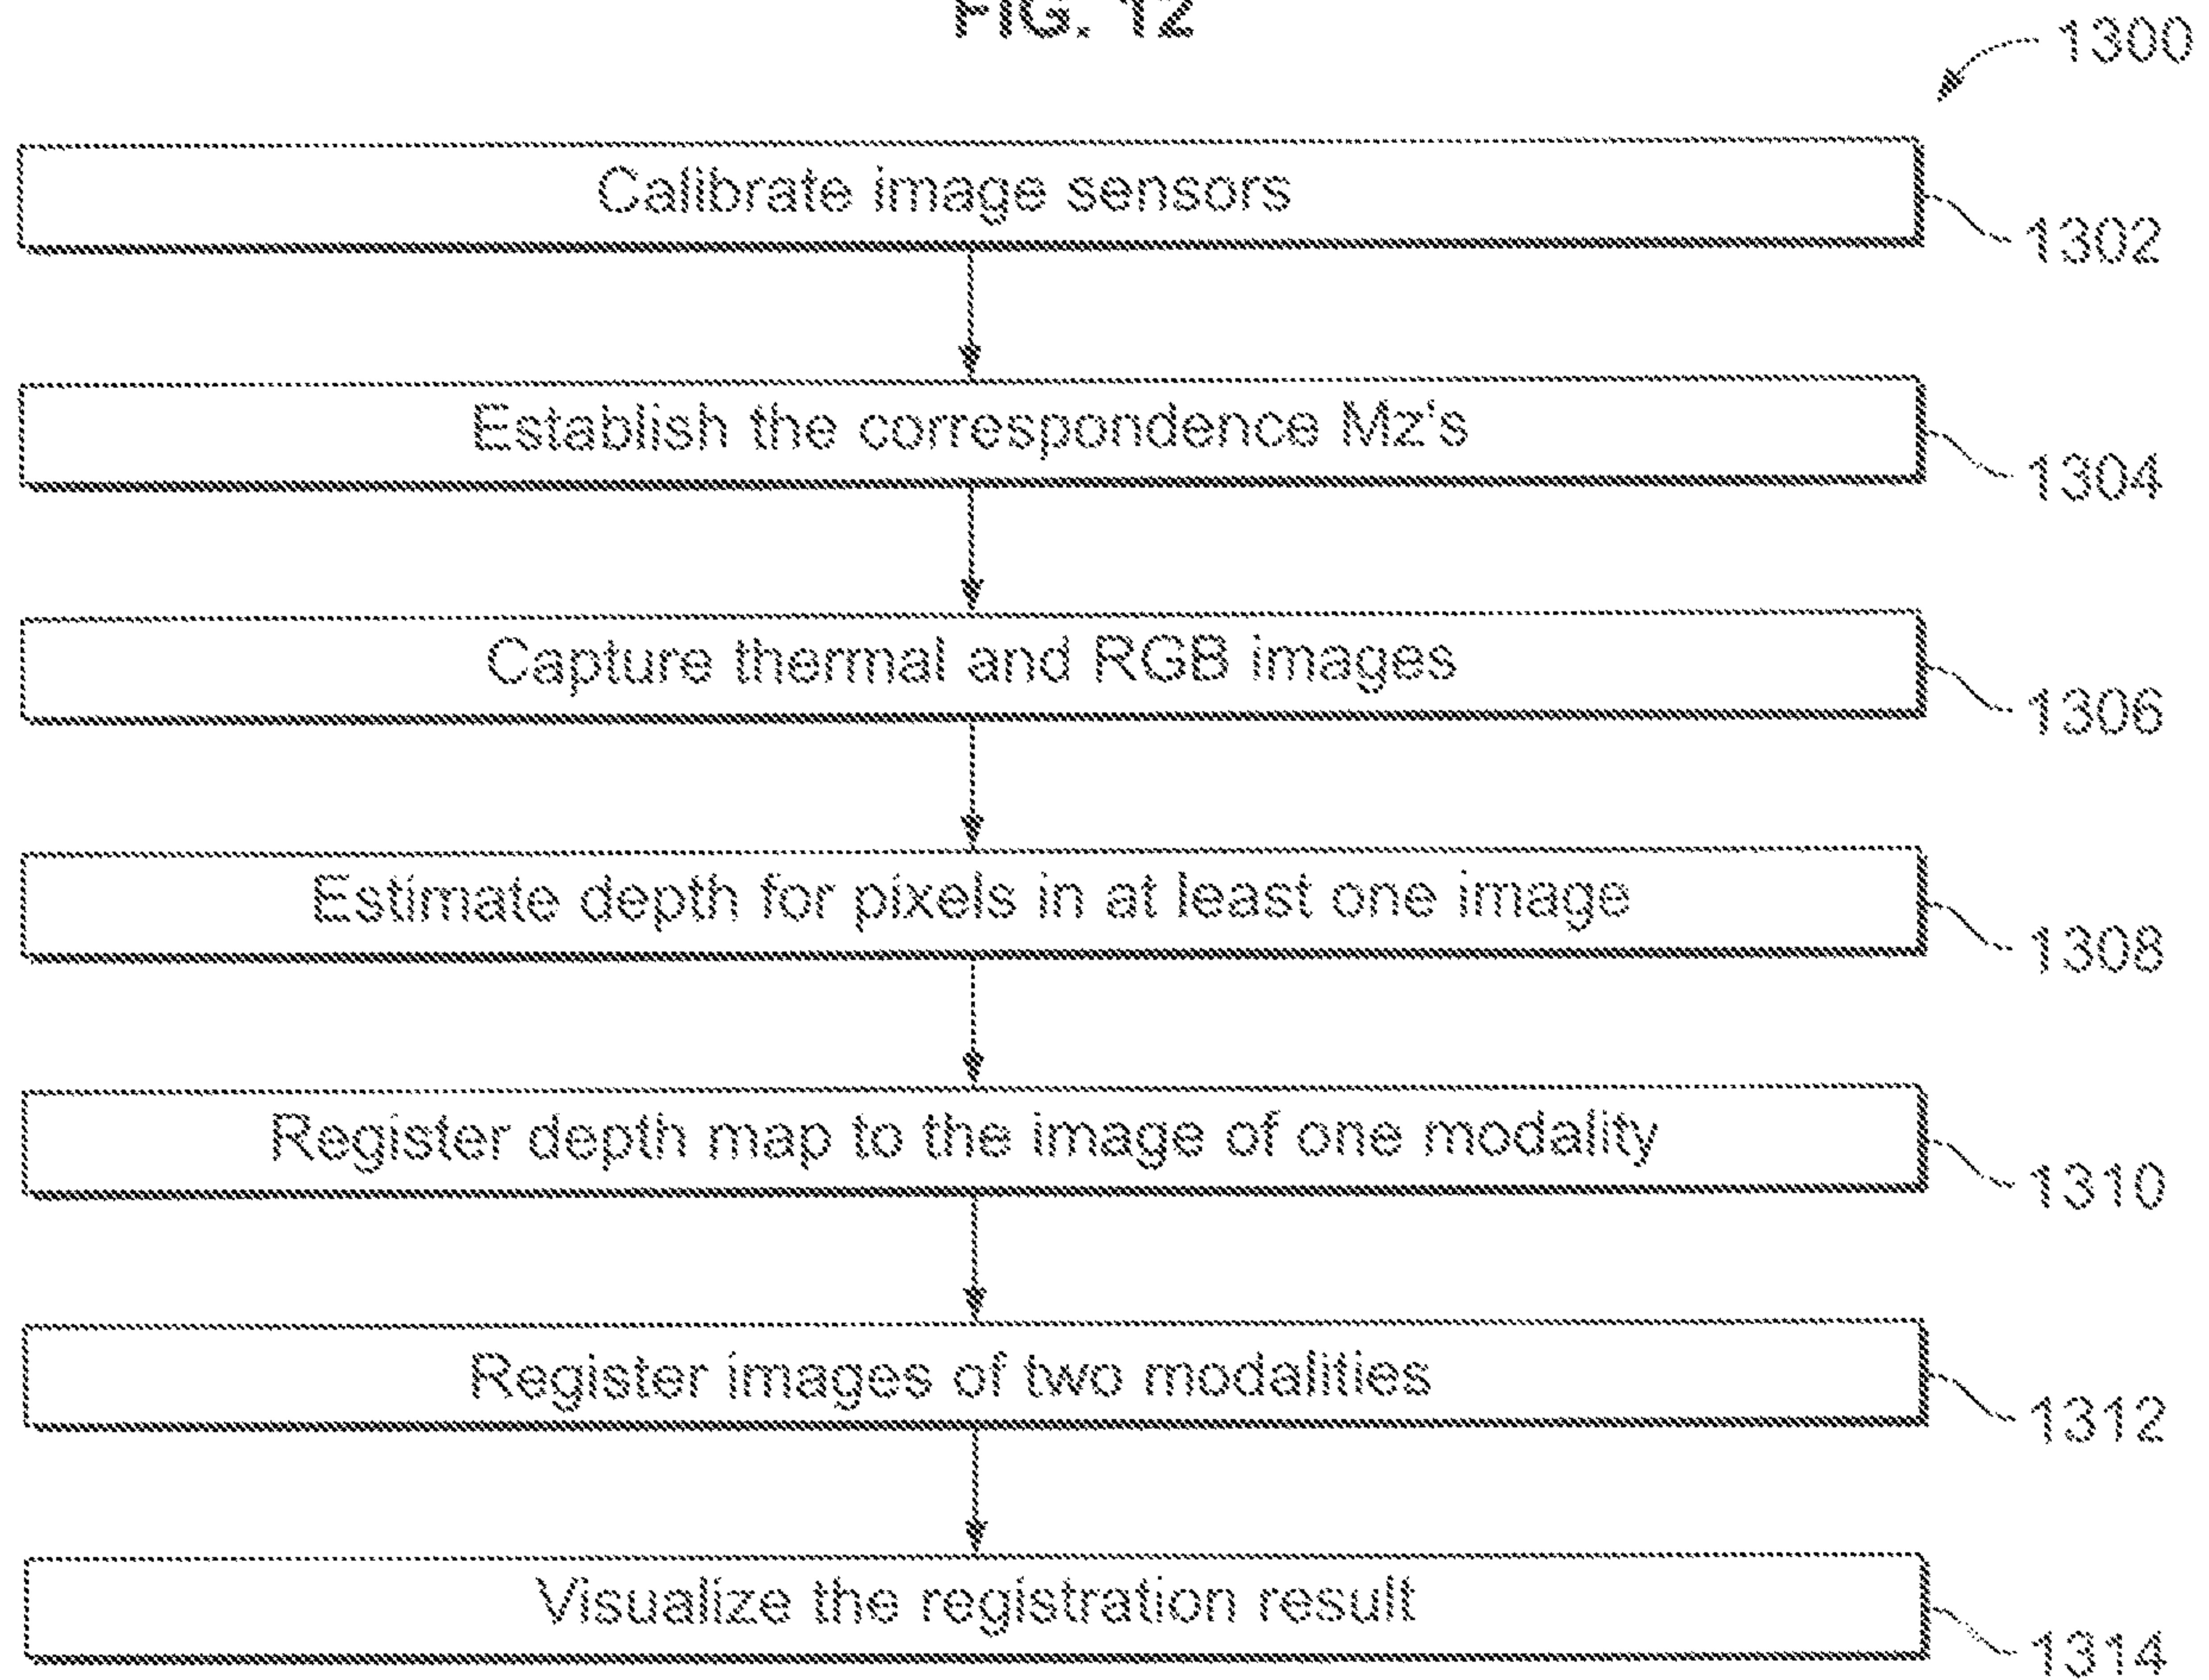 FIG. 12
1300
Calibrate image sensors
1302
Establish the correspondence Mz's
1304
Capture thermal and RGB images
1306
Estimate depth for pixels in at least one image
1308
Register depth map to the image of one modality
1310
Register images of two modalities
1312
Visualize the registration result
1314